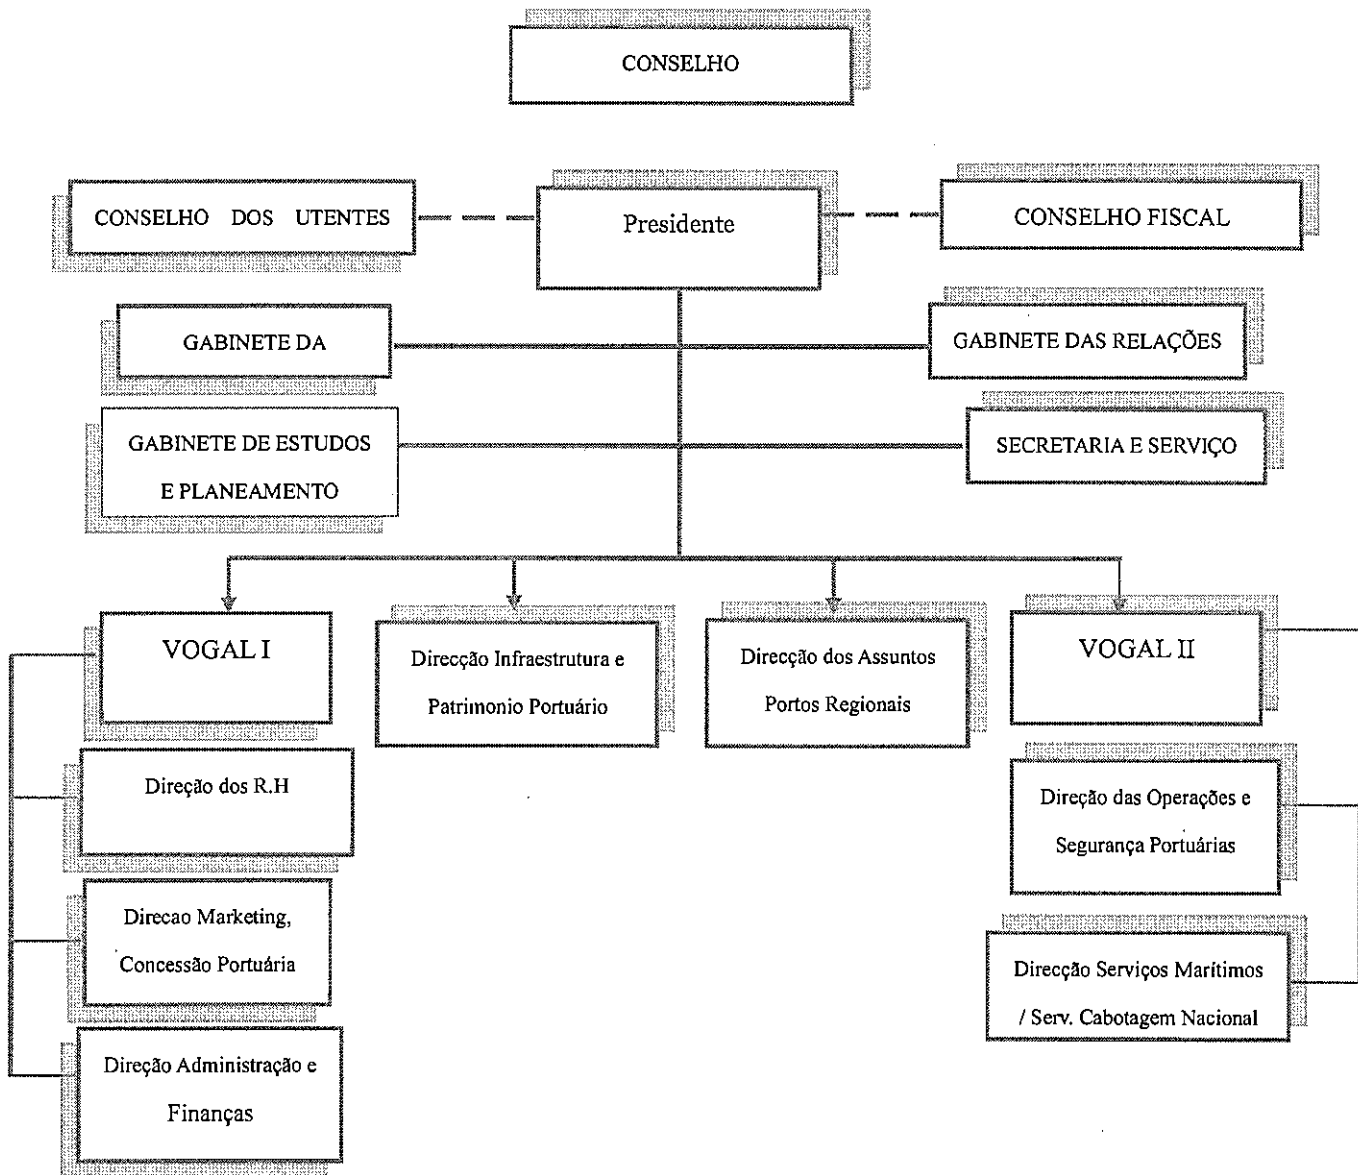 CONSELHO
CONSELHO DOS UTENTES
Presidente
CONSELHO FISCAL
GABINETE DA
GABINETE DAS RELAÇÕES
GABINETE DE ESTUDOS
E PLANEAMENTO
SECRETARIA E SERVIÇO
VOGAL I
Direcção Infraestrutura e
Patrimonio Portuário
Direcção dos Assuntos
Portos Regionais
VOGAL II
Direção dos R.H
Direcao Marketing,
Concessão Portuária
Direção Administração e
Finanças
Direção das Operações e
Segurança Portuárias
Direcção Serviços Marítimos
/ Serv. Cabotagem Nacional